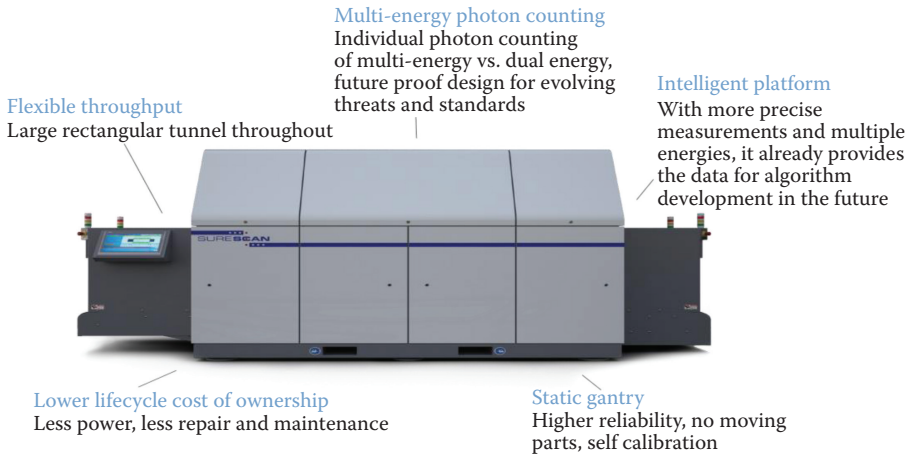 Multi-energy photon counting
Individual photon counting
of multi-energy vs. dual energy,
future proof design for evolving
threats and standards
Intelligent platform
With more precise
measurements and multiple
energies, it already provides
the data for algorithm
development in the future
Flexible throughput
Large rectangular tunnel throughout
SURESCAN
Lower lifecycle cost of ownership
Less power, less repair and maintenance
Static gantry
Higher reliability, no moving
parts, self calibration